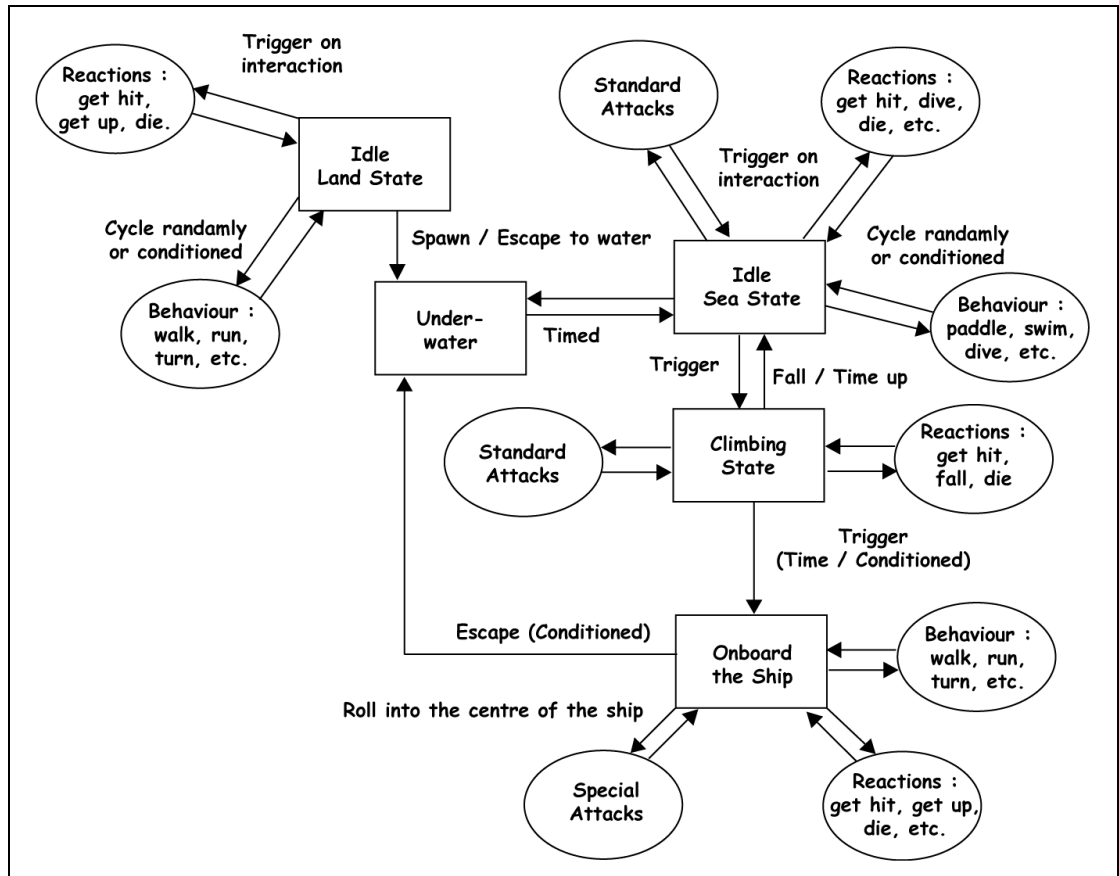 Trigger on
interaction
Reactions :
get hit,
get up, die.
Idle
Land State
Cycle randamly
or conditioned
Behaviour :
walk, run,
turn, etc.
Spawn / Escape to water
Under-
water
Timed
Standard
Attacks
Reactions :
get hit, dive,
die, etc.
Trigger on
interaction
Cycle randamly
or conditioned
Idle
Sea State
Behaviour :
paddle, swim,
dive, etc.
Trigger
Fall / Time up
Standard
Attacks
Climbing
State
Reactions :
get hit,
fall, die
Trigger
(Time / Conditioned)
Escape (Conditioned)
Onboard
the Ship
Behaviour :
walk, run,
turn, etc.
Roll into the centre of the ship
Special
Attacks
Reactions :
get hit, get up,
die, etc.